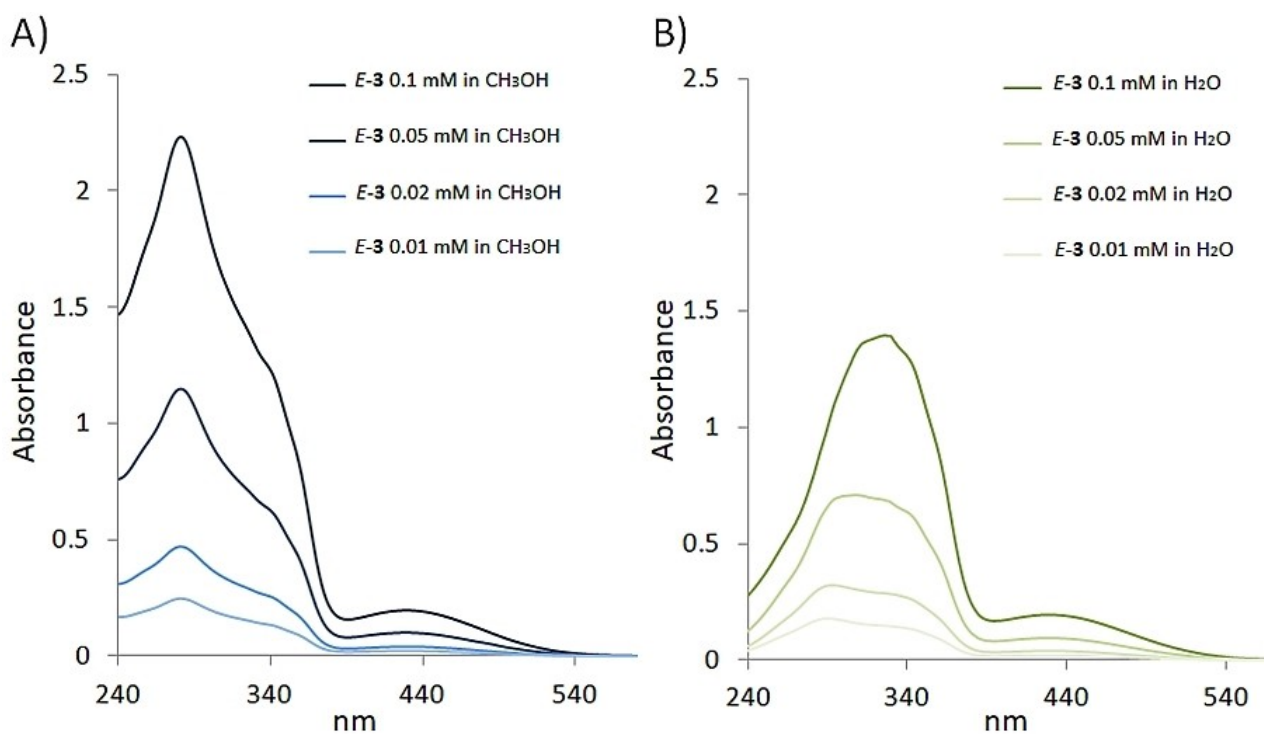 A)
2.5
2
1.5
1
0.5
0
Absorbance
240
340
440
540
nm
E-3 0.1 mM in CH₃OH
E-3 0.05 mM in CH₃OH
E-3 0.02 mM in CH₃OH
E-3 0.01 mM in CH₃OH
B)
2.5
2
1.5
1
0.5
0
Absorbance
240
340
440
540
nm
E-3 0.1 mM in H₂O
E-3 0.05 mM in H₂O
E-3 0.02 mM in H₂O
E-3 0.01 mM in H₂O